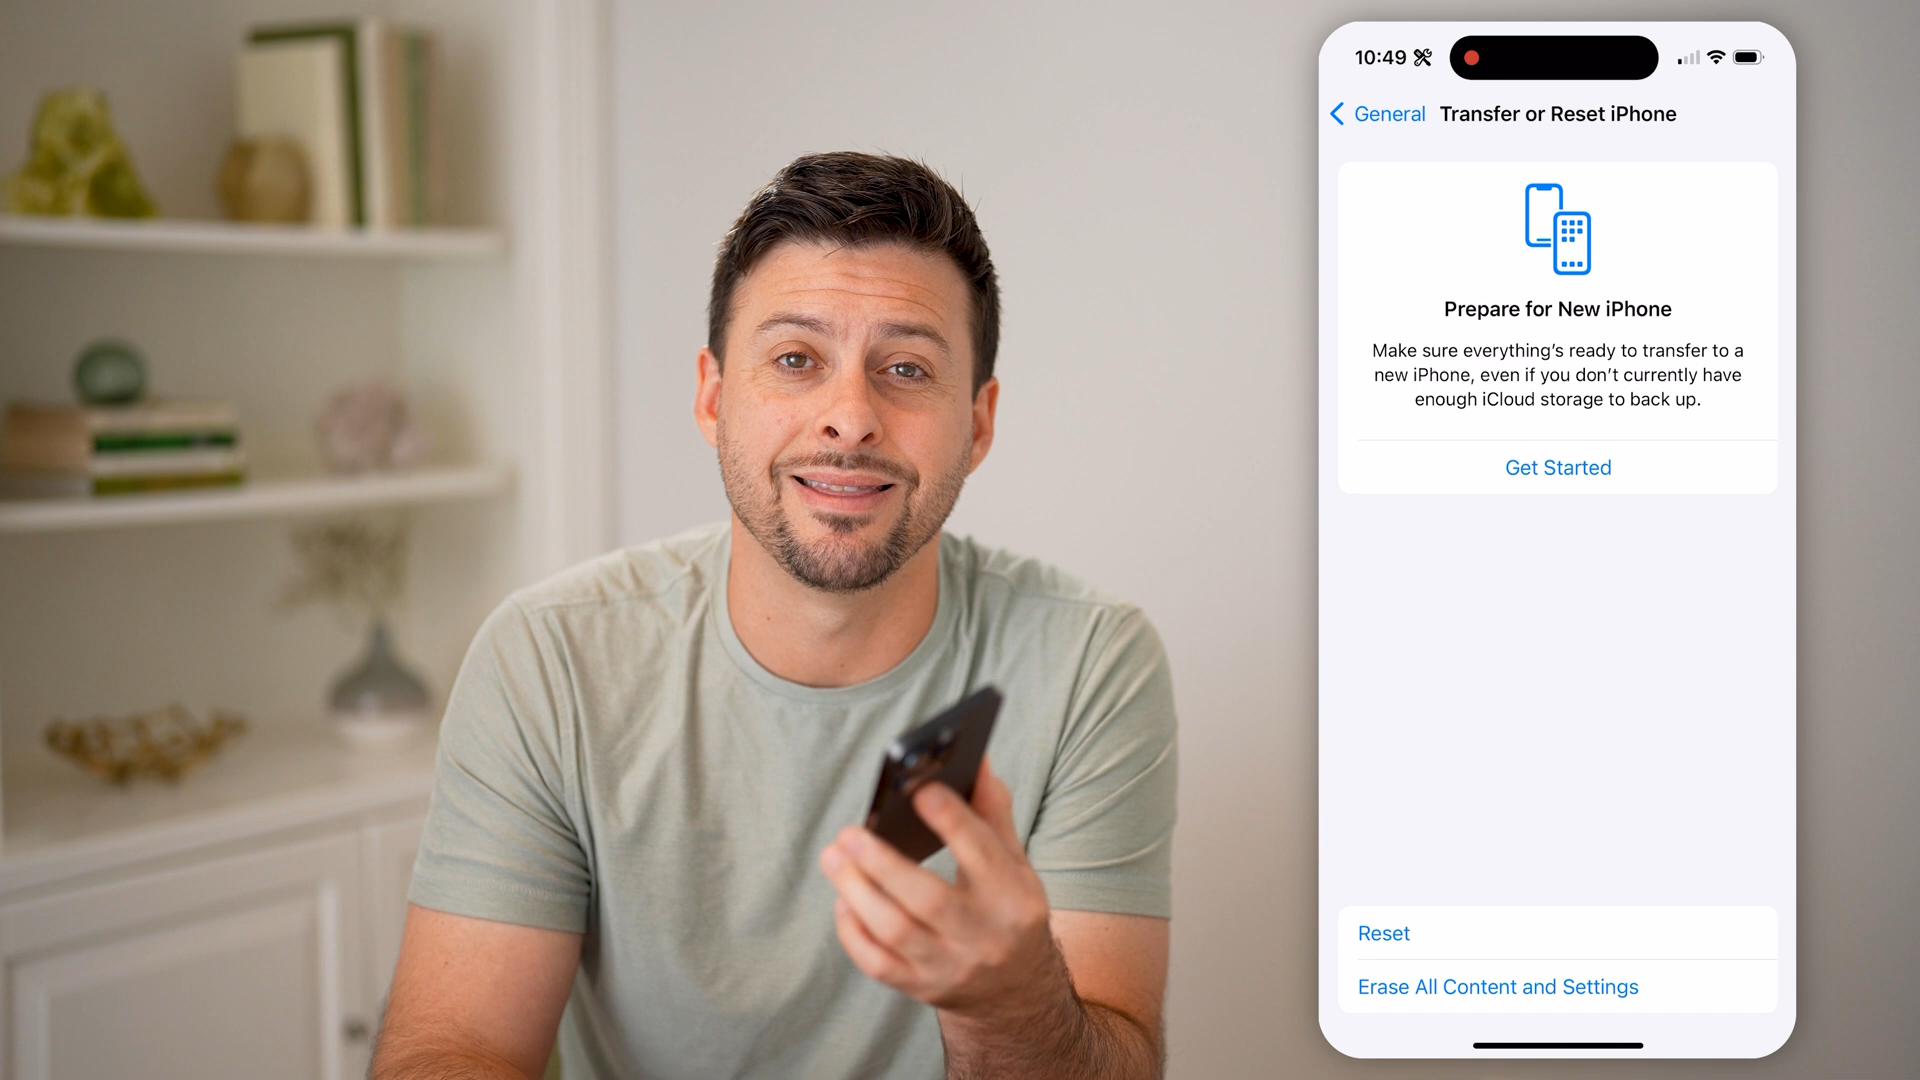 10:49
General
Transfer or Reset iPhone
Prepare for New iPhone
Make sure everything’s ready to transfer to a
new iPhone, even if you don’t currently have
enough iCloud storage to back up.
Get Started
Reset
Erase All Content and Settings